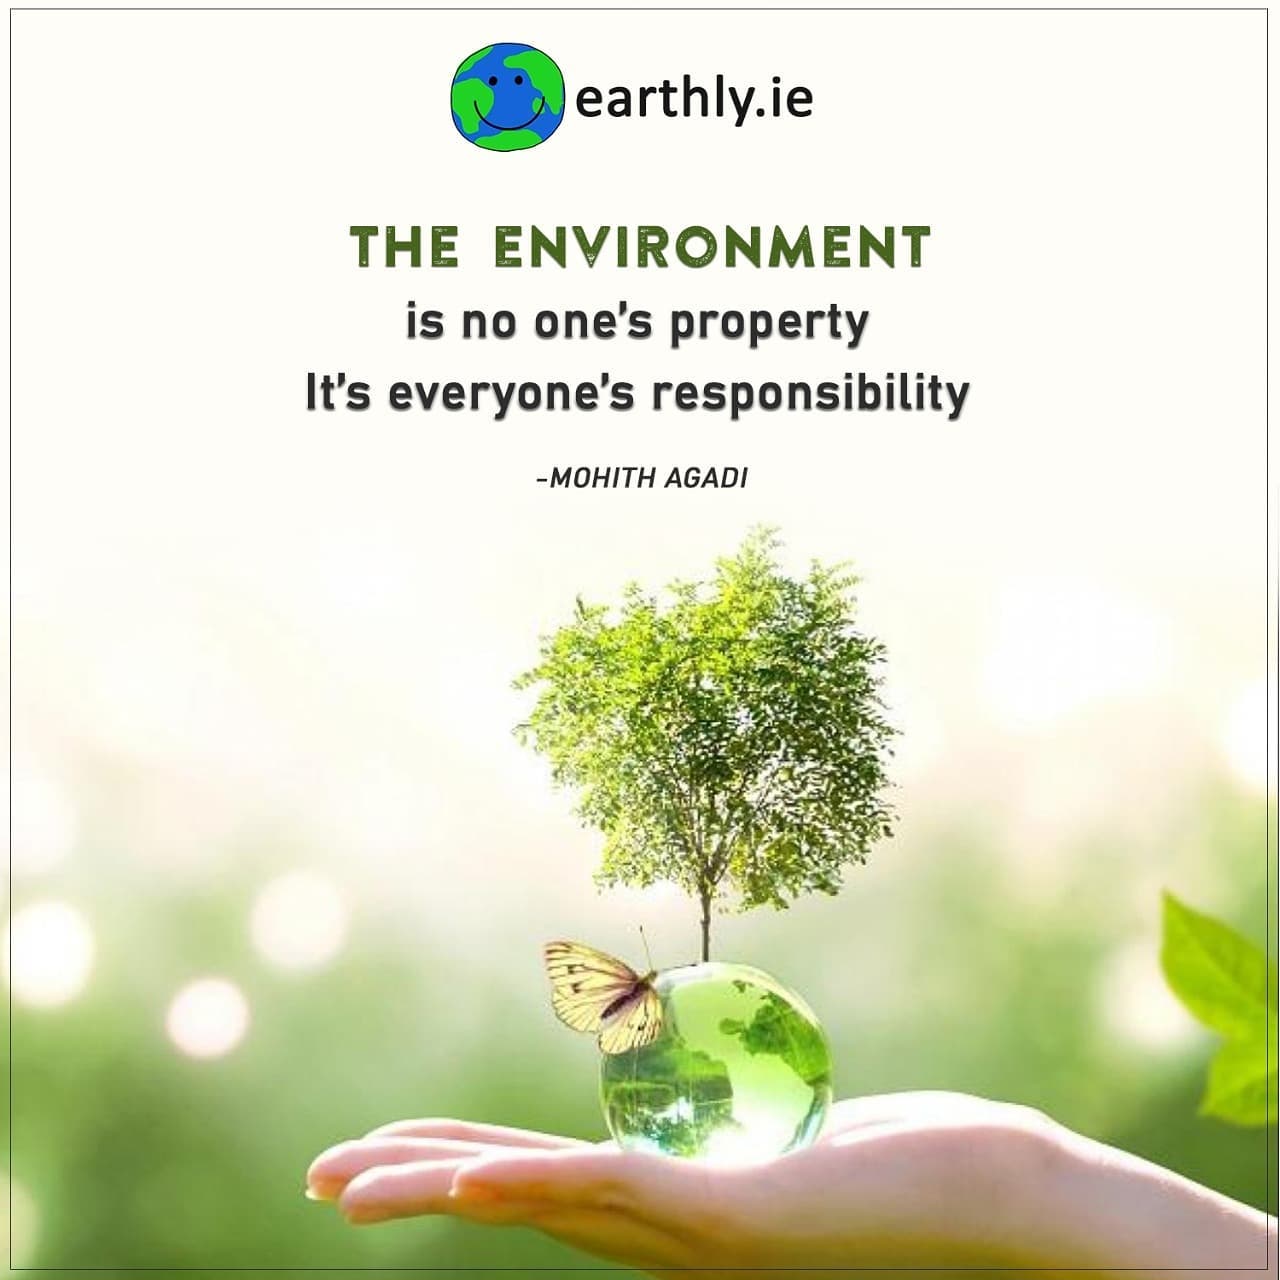 earthly.ie
THE ENVIRONMENT
is no one’s property
It’s everyone’s responsibility
-MOHITH AGADI